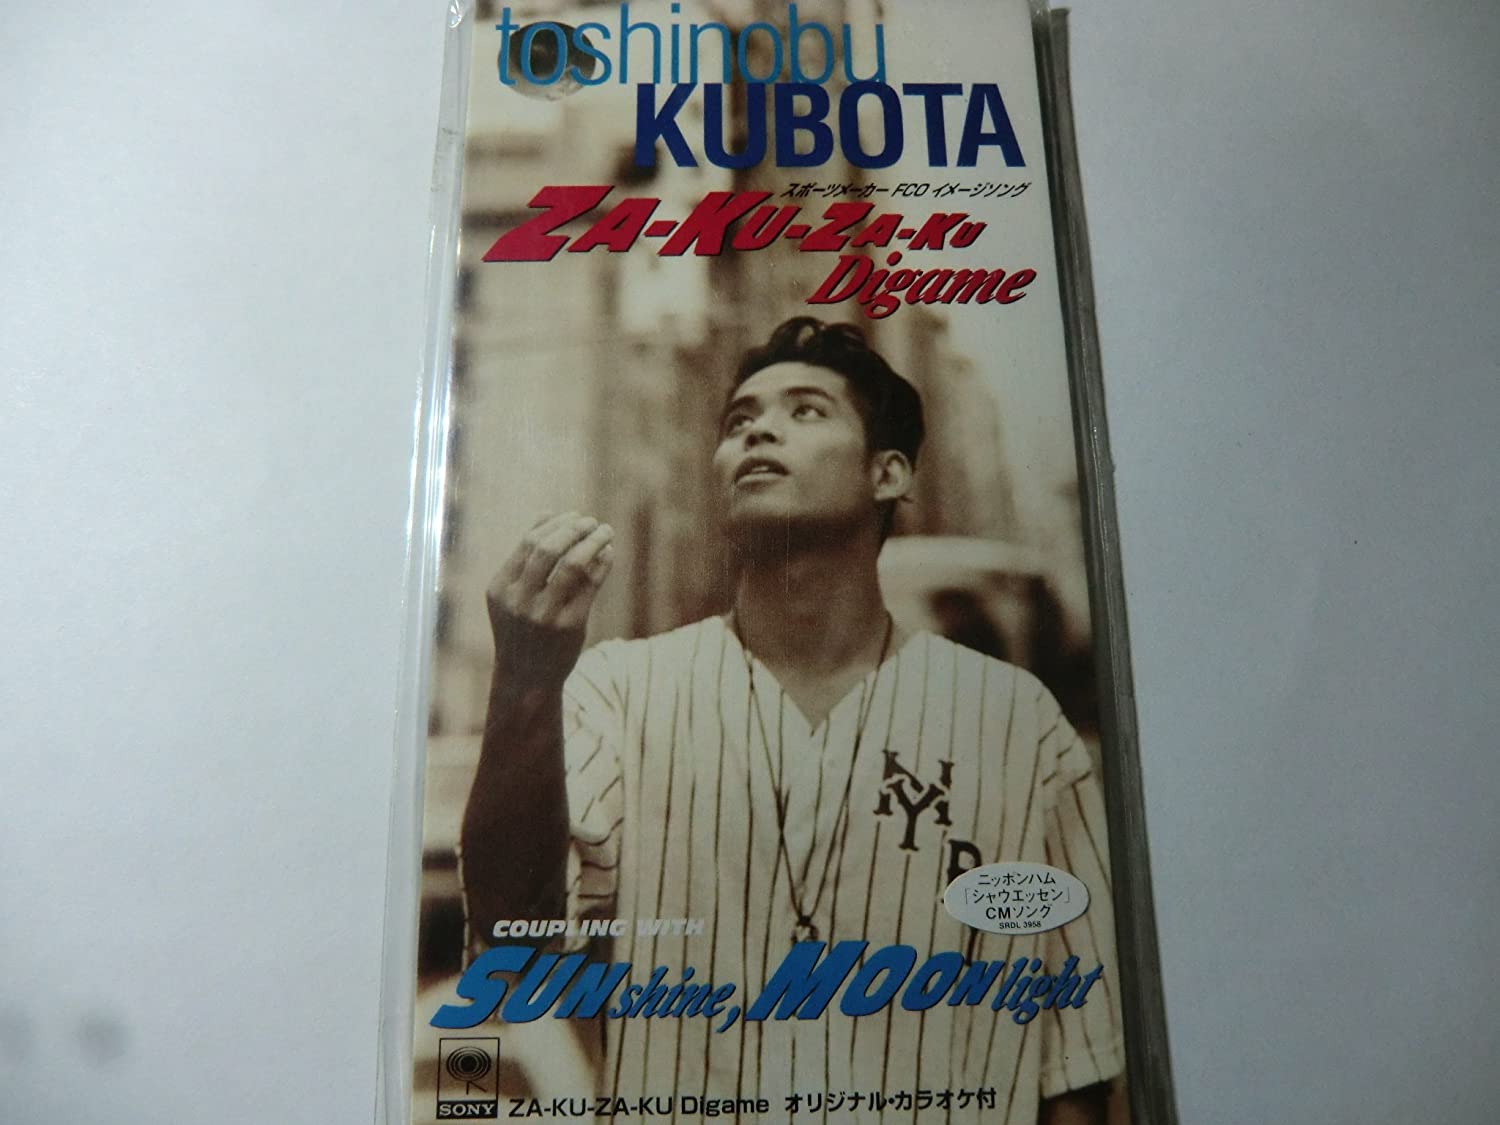 toshinobu
KUBOTA
スポーツメーカー FCO イメージソング
ZA-KU-ZA-KU
Digame
NY
ニッポンハム
「シャウエッセン」
CMソング
SRDL 3958
COUPLING WITH
SUNshine, MOONlight
SONY
ZA-KU-ZA-KU Digame オリジナル・カラオケ付